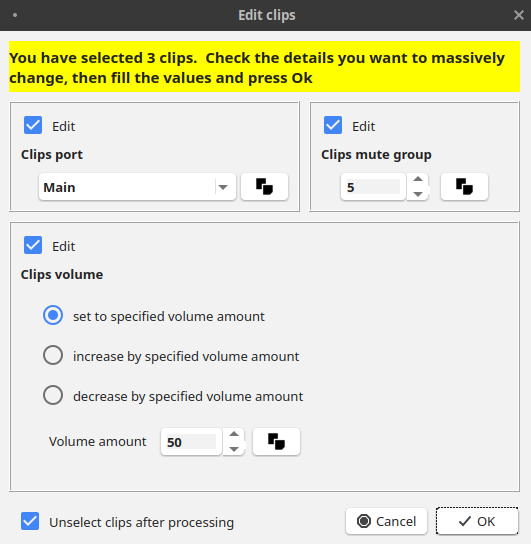 Edit clips
You have selected 3 clips.  Check the details you want to massively
change, then fill the values and press Ok
Edit
Edit
Clips port
Clips mute group
Main
5
Edit
Clips volume
set to specified volume amount
increase by specified volume amount
decrease by specified volume amount
Volume amount
50
Unselect clips after processing
Cancel
OK